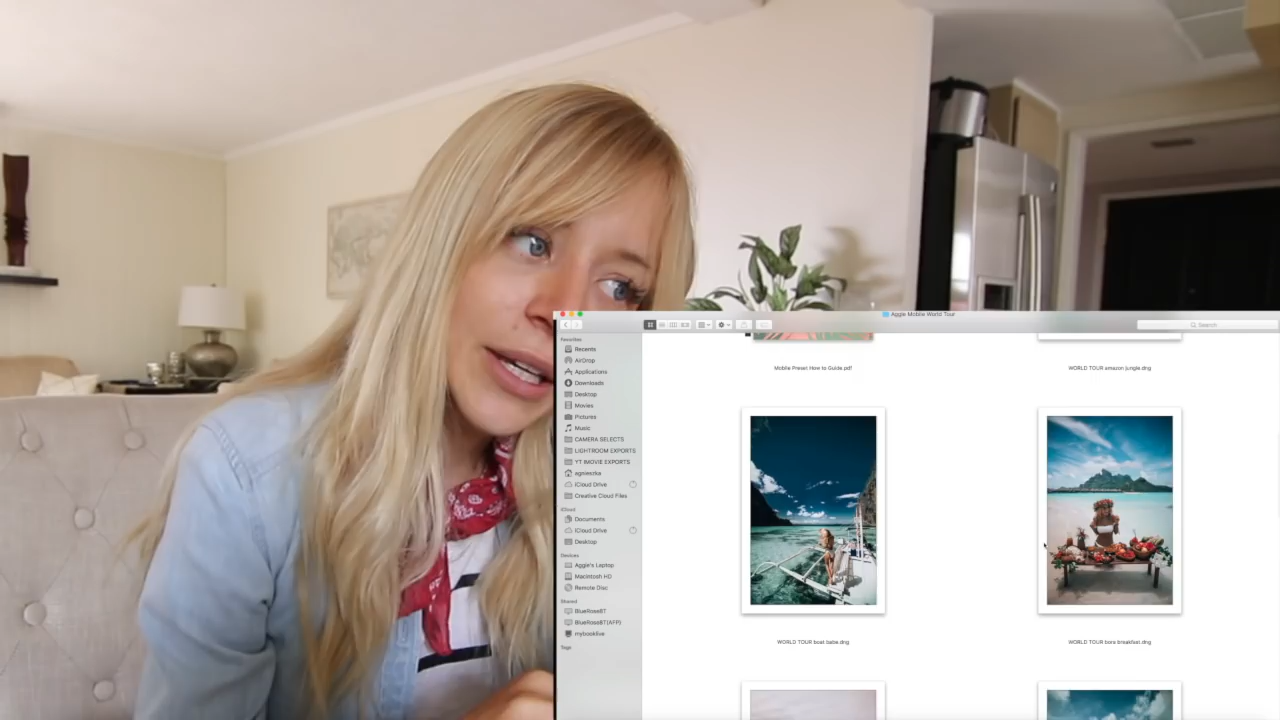 Aggie Mobile World Tour
Search
Favorites
Recents
AirDrop
Applications
Downloads
Desktop
Movies
Pictures
Music
CAMERA SELECTS
LIGHTROOM EXPORTS
YT IMOVIE EXPORTS
agnieszka
iCloud Drive
Creative Cloud Files
iCloud
Documents
iCloud Drive
Desktop
Devices
Aggie's Laptop
Macintosh HD
Remote Disc
Shared
BlueRose8T
BlueRose8T(AFP)
mybooklive
Tags
Mobile Preset How to Guide.pdf
WORLD TOUR amazon jungle.dng
WORLD TOUR boat babe.dng
WORLD TOUR bora breakfast.dng